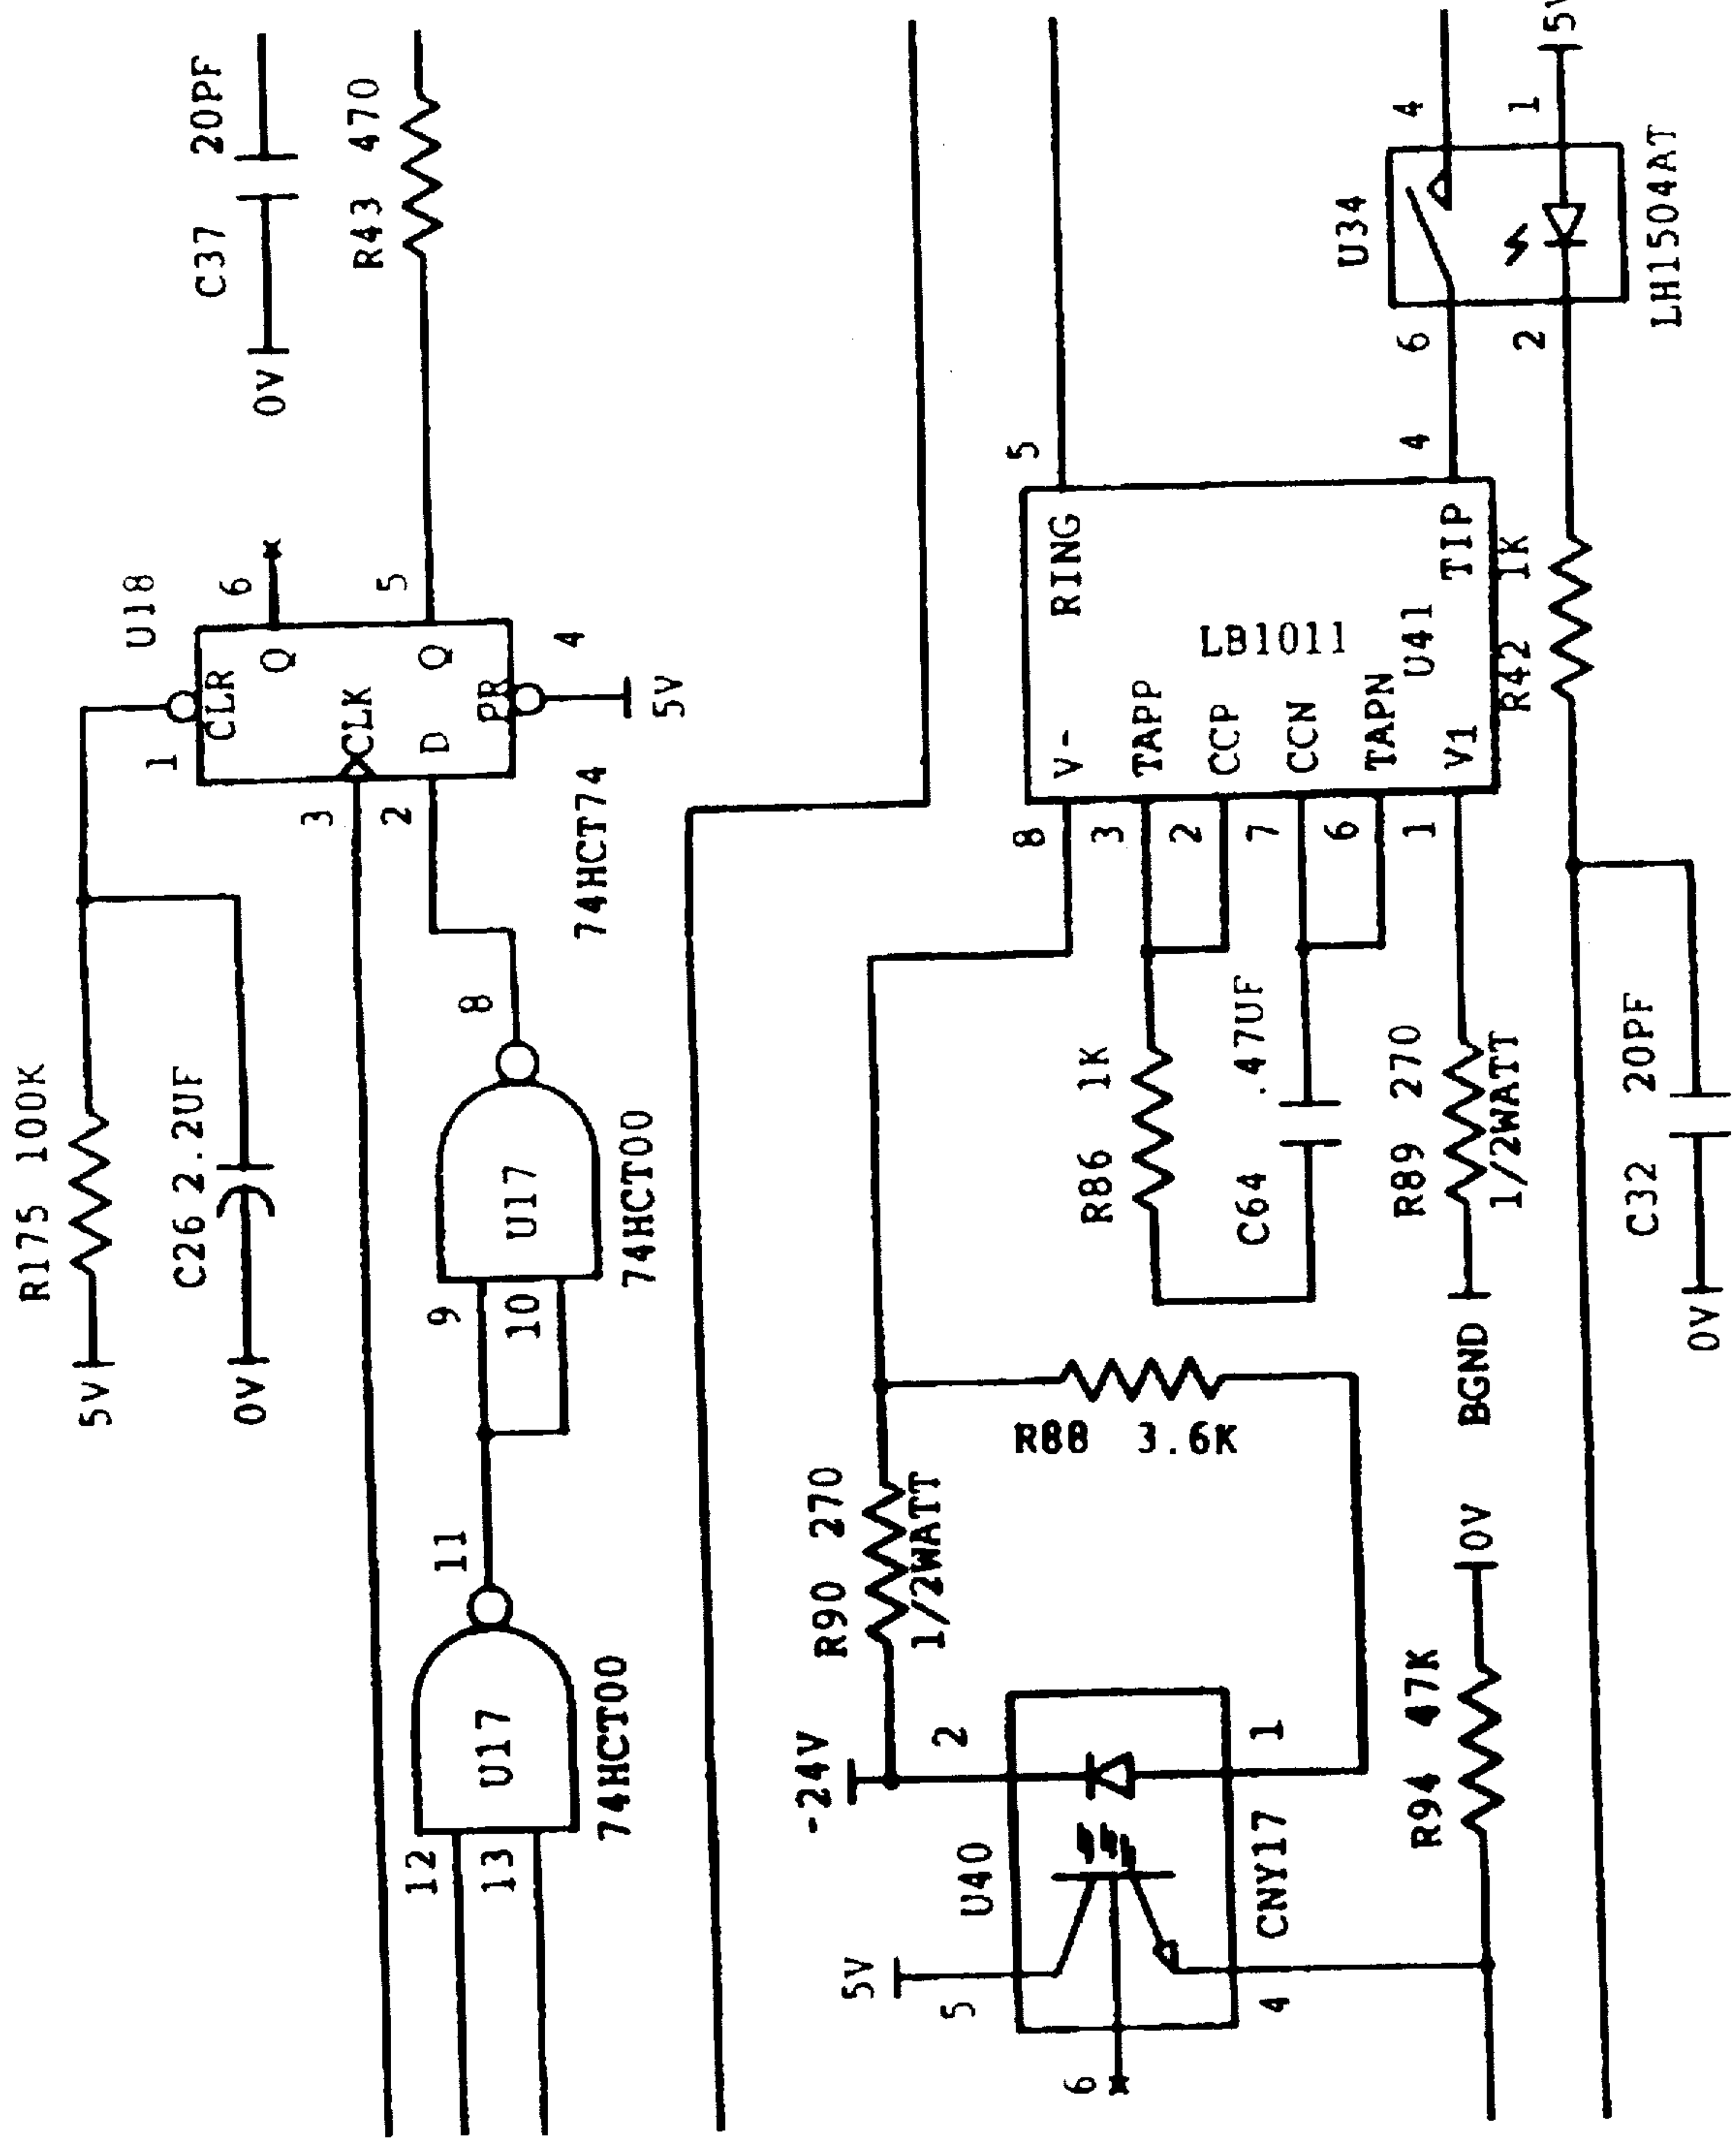 R175 100K
5V
C26 2.2UF
0V
1
U18
CLR
6
Q
3
CLK
2
D
Q
5
PR
4
5V
74HCT74
C37 20PF
0V
R43 470
12
13
U17
11
74HCT00
9
10
U17
8
74HCT00
-24V
R90 270
1/2WATT
R88 3.6K
5V
5
U40
2
6
4
CNY17
1
R94 47K
0V
8
V-
RING
5
3
TAPP
2
CCP
LB1011
7
CCN
6
TAPN
U41
1
V1
TIP
4
R86 1K
C64 .47UF
R89 270
1/2WATT
BGND
R42 1K
U34
6
4
2
1
5V
LH1504AT
C32 20PF
0V